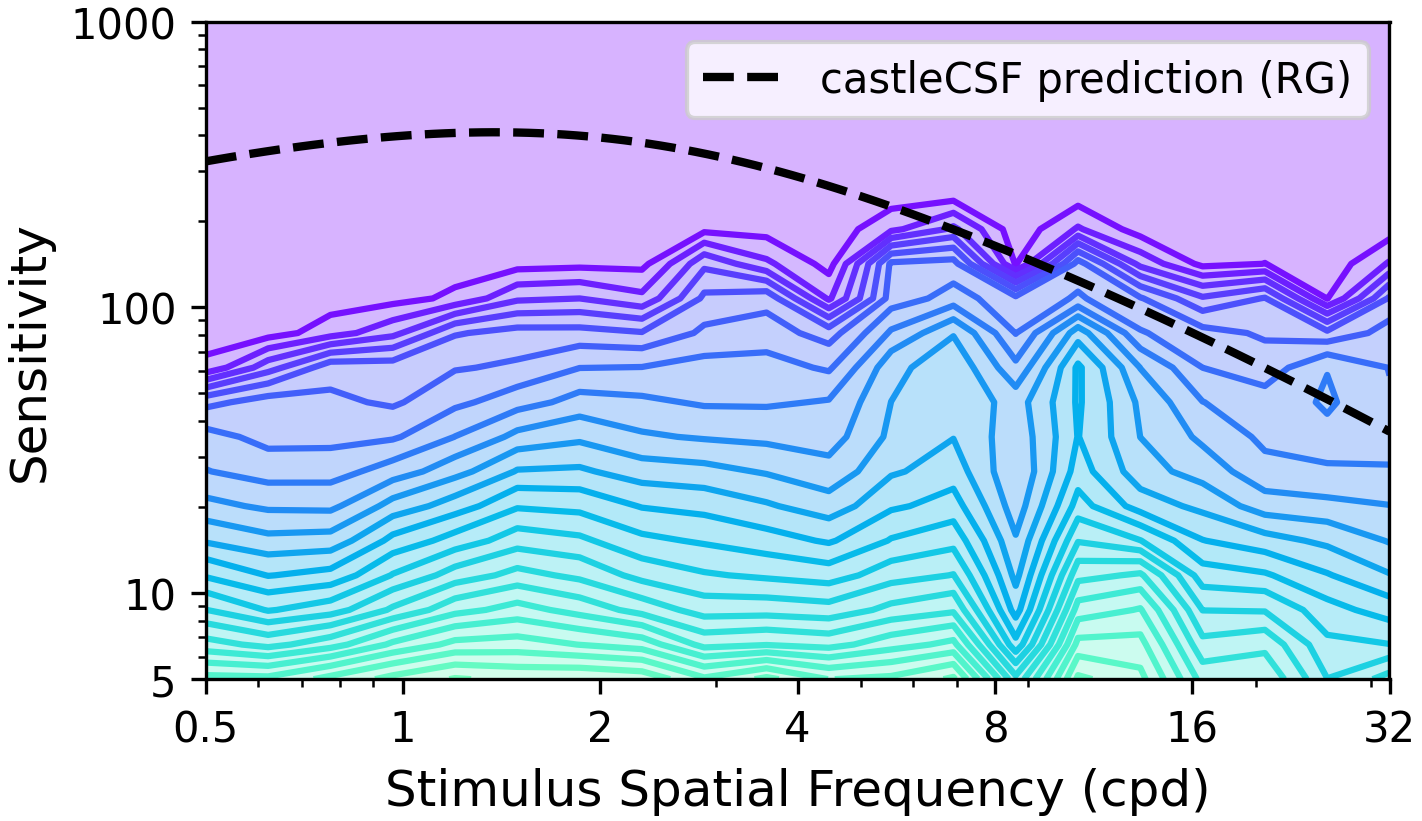 1000
100
10
5
Sensitivity
castleCSF prediction (RG)
0.5 1 2 4 8 16 32
Stimulus Spatial Frequency (cpd)